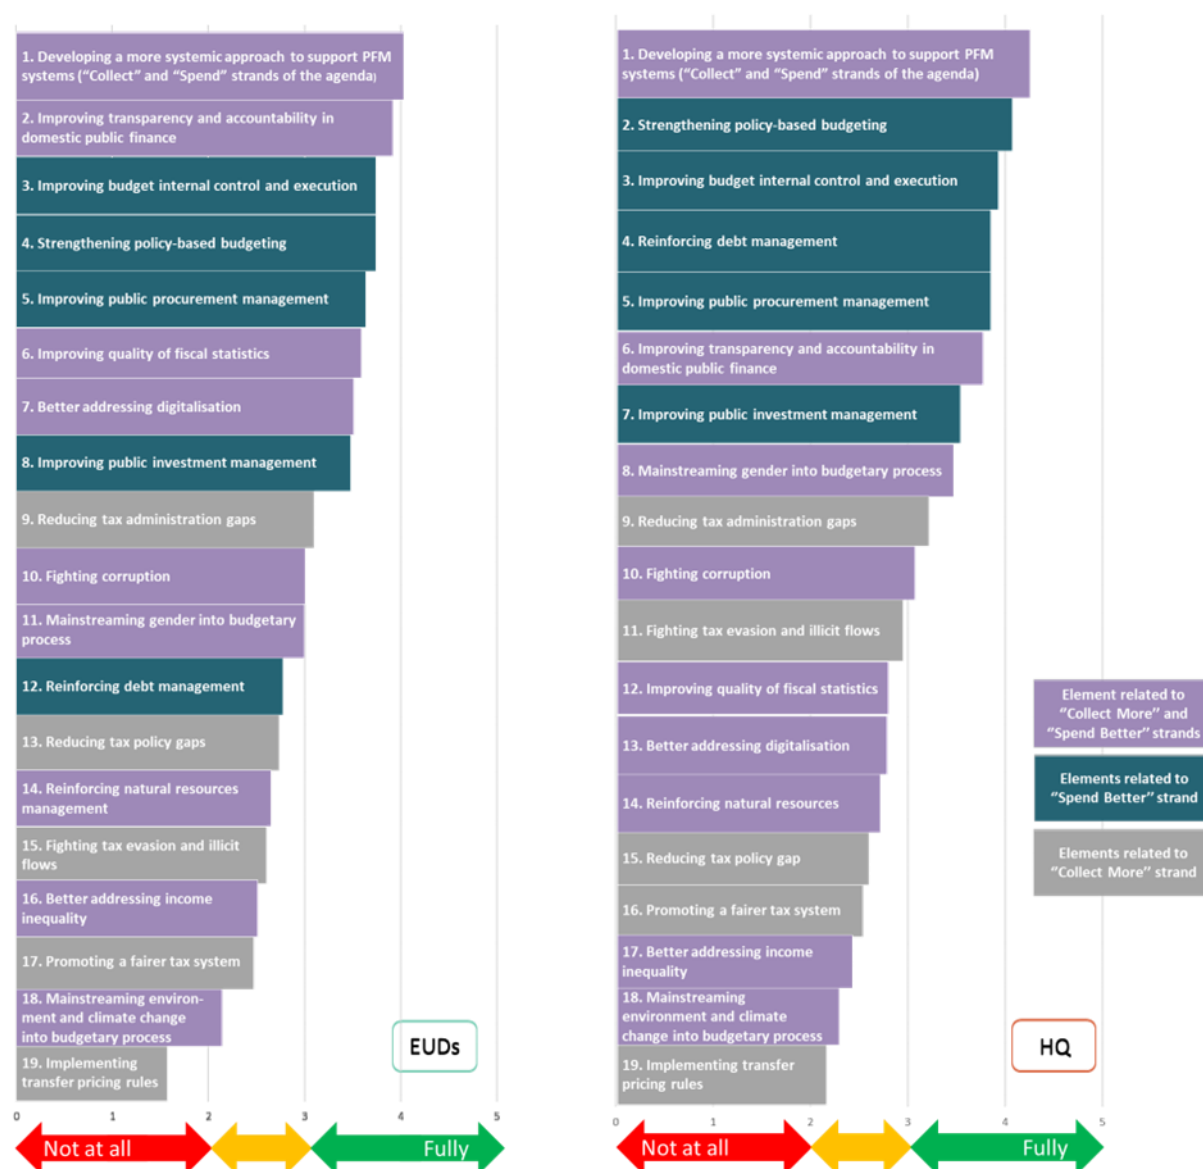 1. Developing a more systemic approach to support PFM
systems (“Collect” and “Spend” strands of the agenda)
2. Improving transparency and accountability in
domestic public finance
3. Improving budget internal control and execution
4. Strengthening policy-based budgeting
5. Improving public procurement management
6. Improving quality of fiscal statistics
7. Better addressing digitalisation
8. Improving public investment management
9. Reducing tax administration gaps
10. Fighting corruption
11. Mainstreaming gender into budgetary
process
12. Reinforcing debt management
13. Reducing tax policy gaps
14. Reinforcing natural resources
management
15. Fighting tax evasion and illicit
flows
16. Better addressing income
inequality
17. Promoting a fairer tax system
18. Mainstreaming environ-
ment and climate change
into budgetary process
19. Implementing
transfer pricing rules
EUDs
0 1 2 3 4 5
Not at all
Fully
1. Developing a more systemic approach to support PFM
systems (“Collect” and “Spend” strands of the agenda)
2. Strengthening policy-based budgeting
3. Improving budget internal control and execution
4. Reinforcing debt management
5. Improving public procurement management
6. Improving transparency and accountability in
domestic public finance
7. Improving public investment management
8. Mainstreaming gender into budgetary process
9. Reducing tax administration gaps
10. Fighting corruption
11. Fighting tax evasion and illicit flows
12. Improving quality of fiscal statistics
13. Better addressing digitalisation
14. Reinforcing natural resources
15. Reducing tax policy gap
16. Promoting a fairer tax system
17. Better addressing income
inequality
18. Mainstreaming
environment and climate
change into budgetary process
19. Implementing transfer
pricing rules
HQ
0 1 2 3 4 5
Not at all
Fully
Element related to
“Collect More” and
“Spend Better” strands
Elements related to
“Spend Better” strand
Elements related to
“Collect More” strand